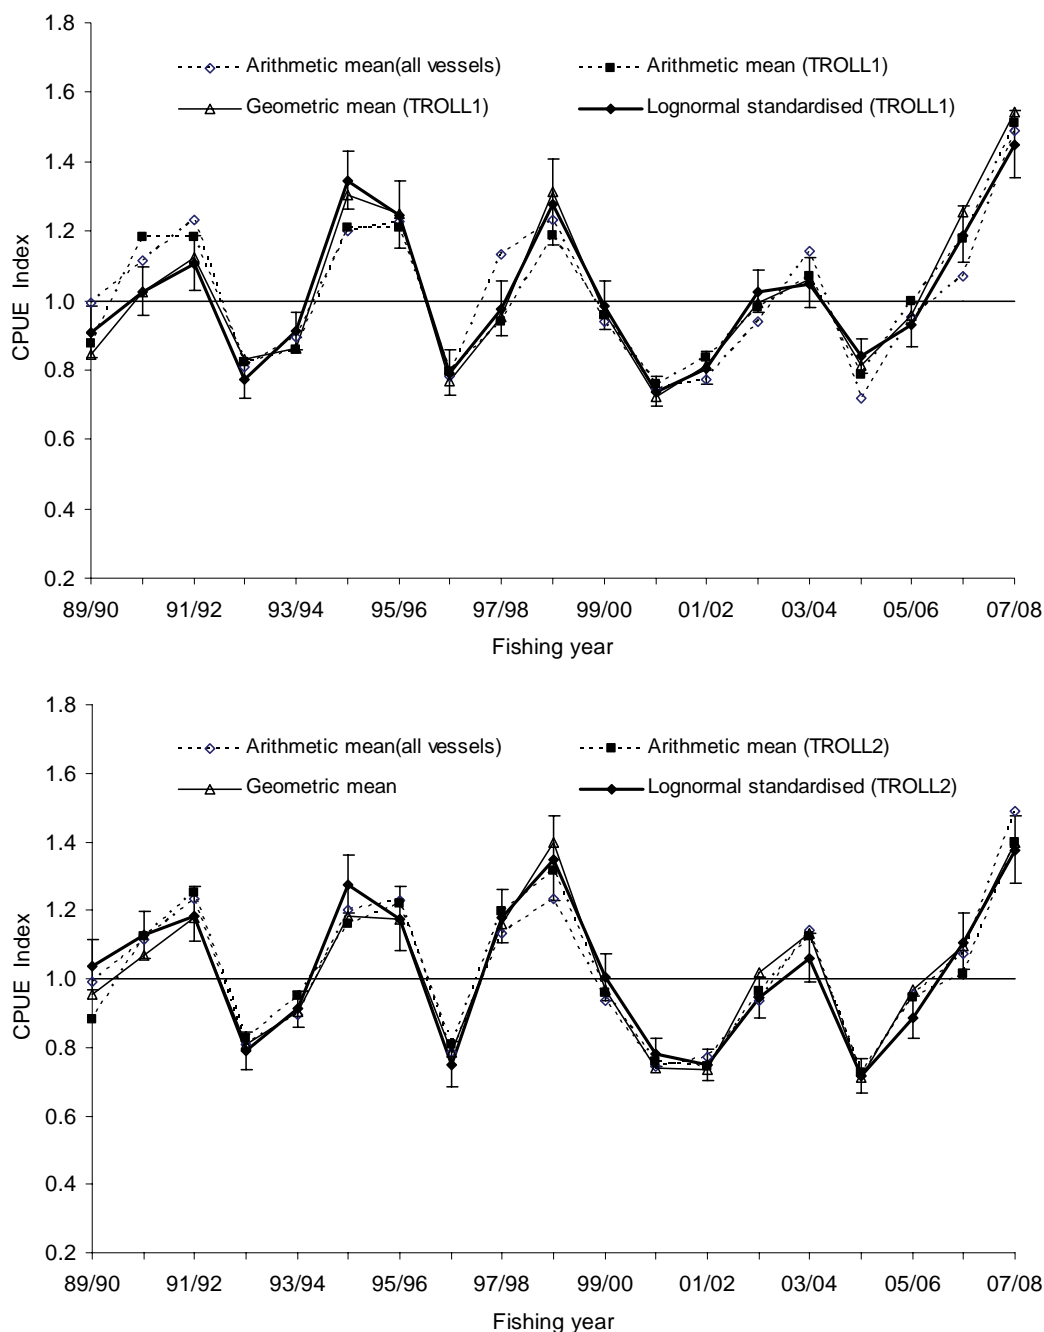 1.8
Arithmetic mean(all vessels) Arithmetic mean (TROLL1)
1.6
Geometric mean (TROLL1) Lognormal standardised (TROLL1)
1.4
1.2
1.0
0.8
0.6
0.4
0.2
CPUE Index
89/90 91/92 93/94 95/96 97/98 99/00 01/02 03/04 05/06 07/08
Fishing year
1.8
Arithmetic mean(all vessels) Arithmetic mean (TROLL2)
1.6
Geometric mean Lognormal standardised (TROLL2)
1.4
1.2
1.0
0.8
0.6
0.4
0.2
CPUE Index
89/90 91/92 93/94 95/96 97/98 99/00 01/02 03/04 05/06 07/08
Fishing year